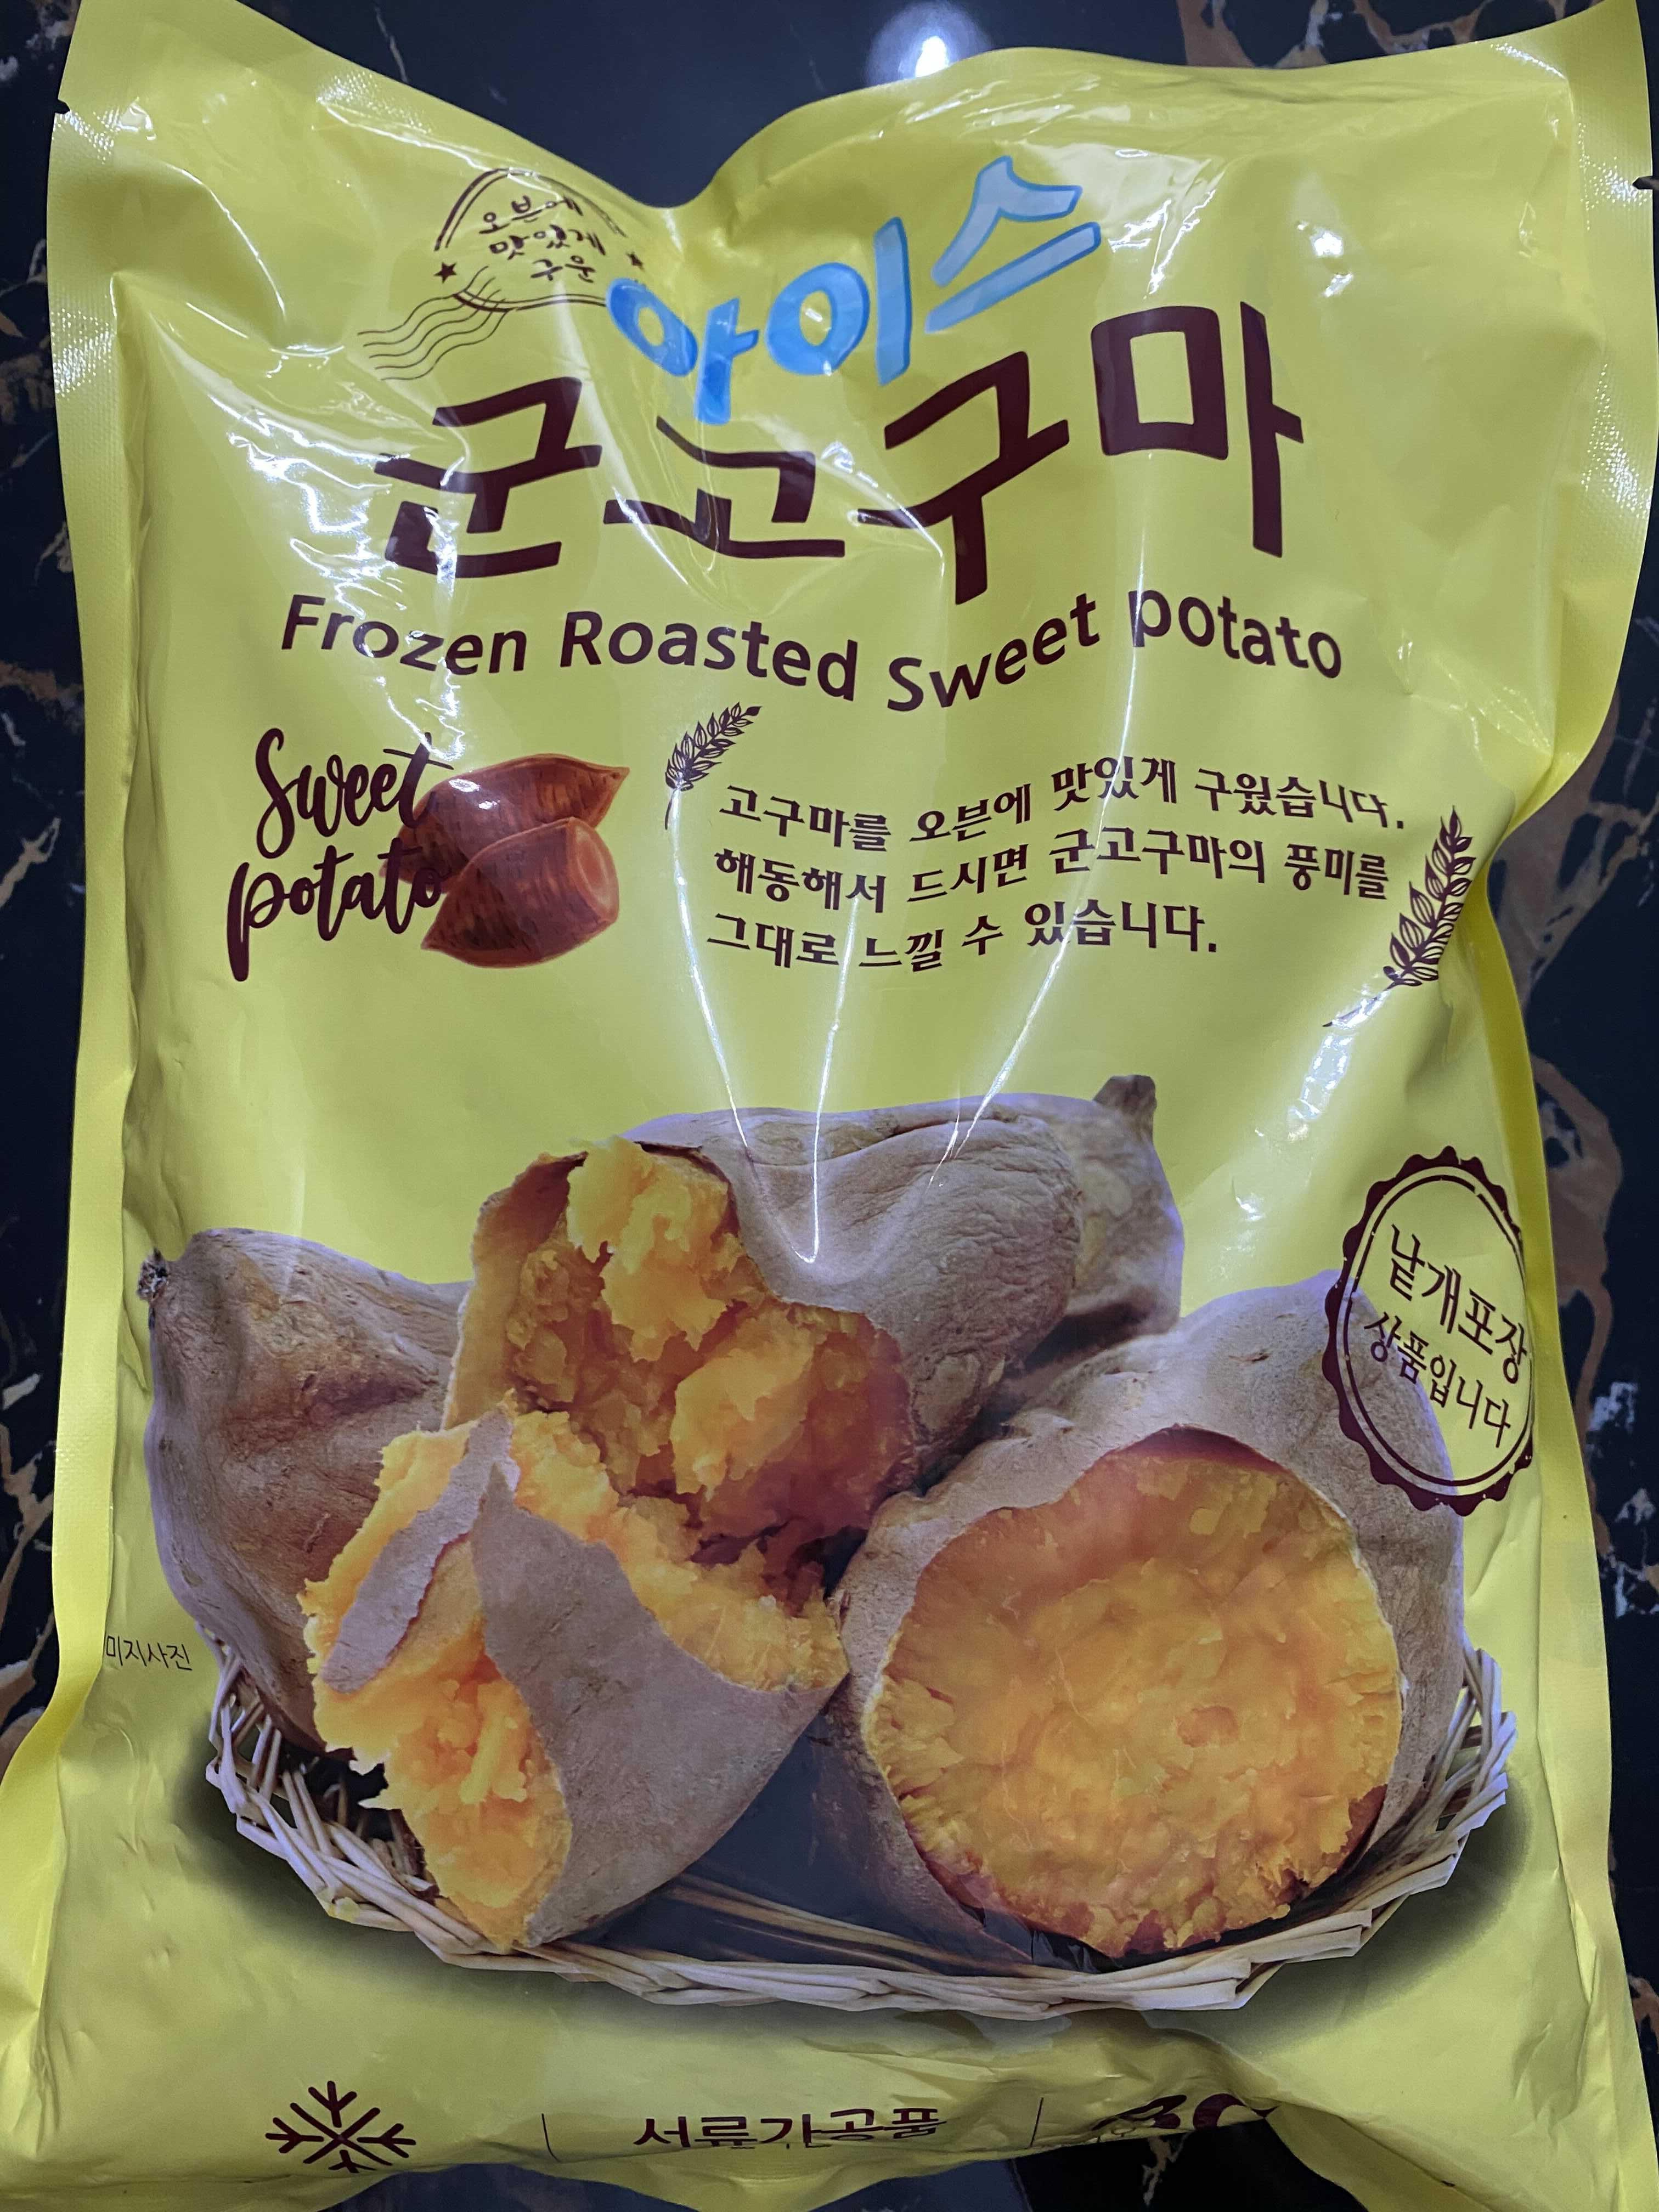 오븐에
맛있게
구운
아이스
군고구마
Frozen Roasted Sweet potato
Sweet
potato
고구마를 오븐에 맛있게 구웠습니다.
해동해서 드시면 군고구마의 풍미를
그대로 느낄 수 있습니다.
낱개포장
상품입니다
미지사진
서류가공품